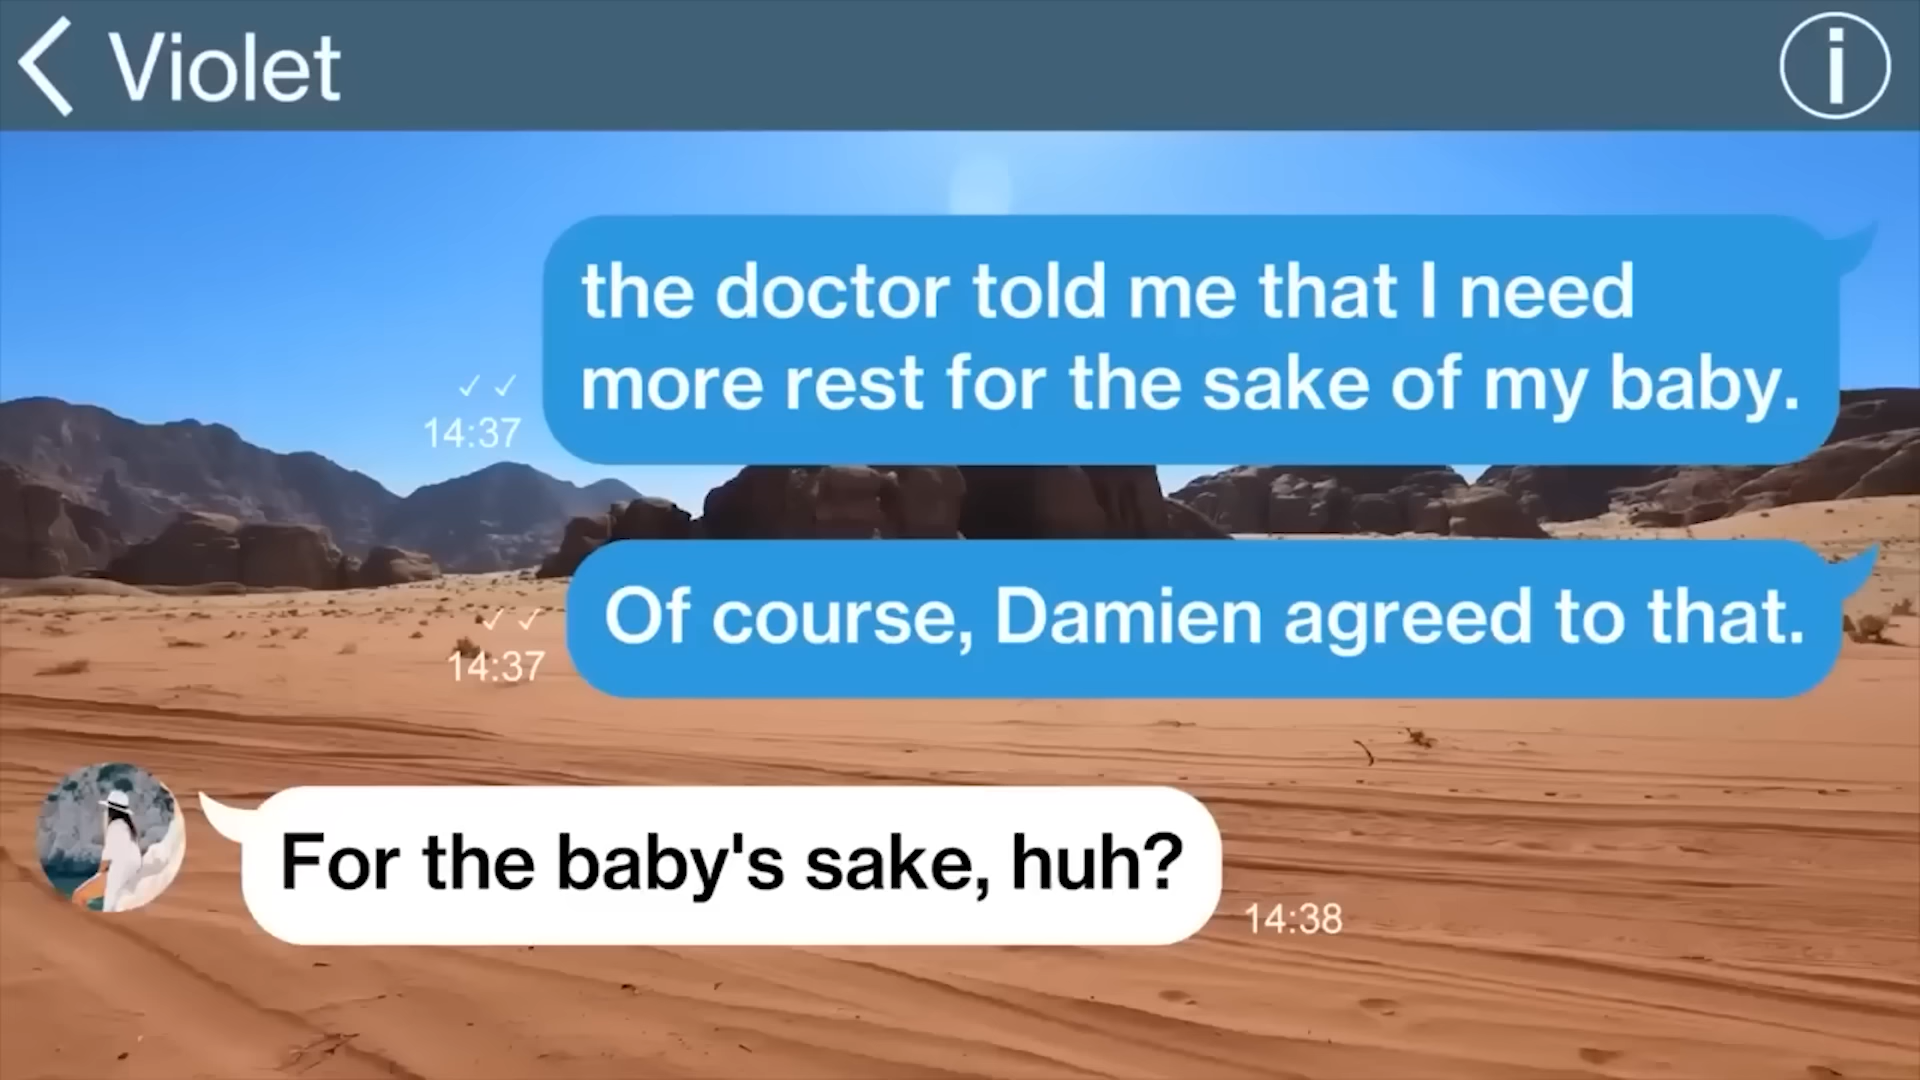 Violet
the doctor told me that I need
more rest for the sake of my baby.
✓✓
14:37
Of course, Damien agreed to that.
✓✓
14:37
For the baby's sake, huh?
14:38